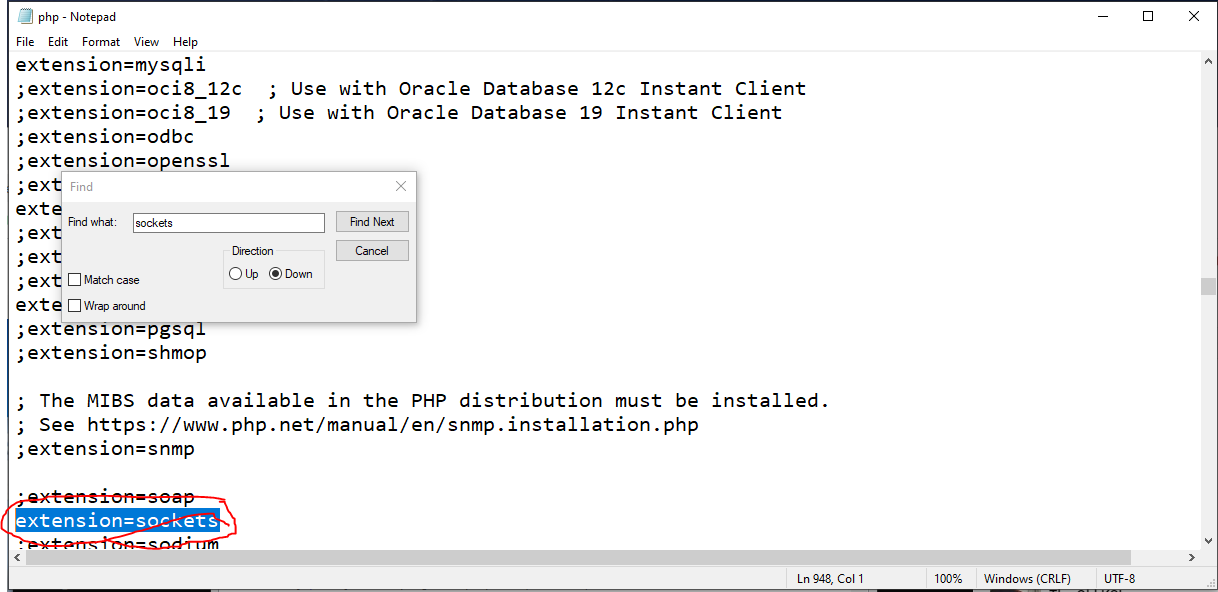 php - Notepad
File Edit Format View Help
extension=mysqli
;extension=oci8_12c  ; Use with Oracle Database 12c Instant Client
;extension=oci8_19  ; Use with Oracle Database 19 Instant Client
;extension=odbc
;extension=openssl
;ext
Find
exte
Find what: sockets Find Next
;ext
Direction Cancel
;ext
Up Down
;ext
Match case
exte
Wrap around
;extension=pgsql
;extension=shmop
; The MIBS data available in the PHP distribution must be installed.
; See https://www.php.net/manual/en/snmp.installation.php
;extension=snmp
;extension=soap
extension=sockets
;extension=sodium
Ln 948, Col 1 100% Windows (CRLF) UTF-8